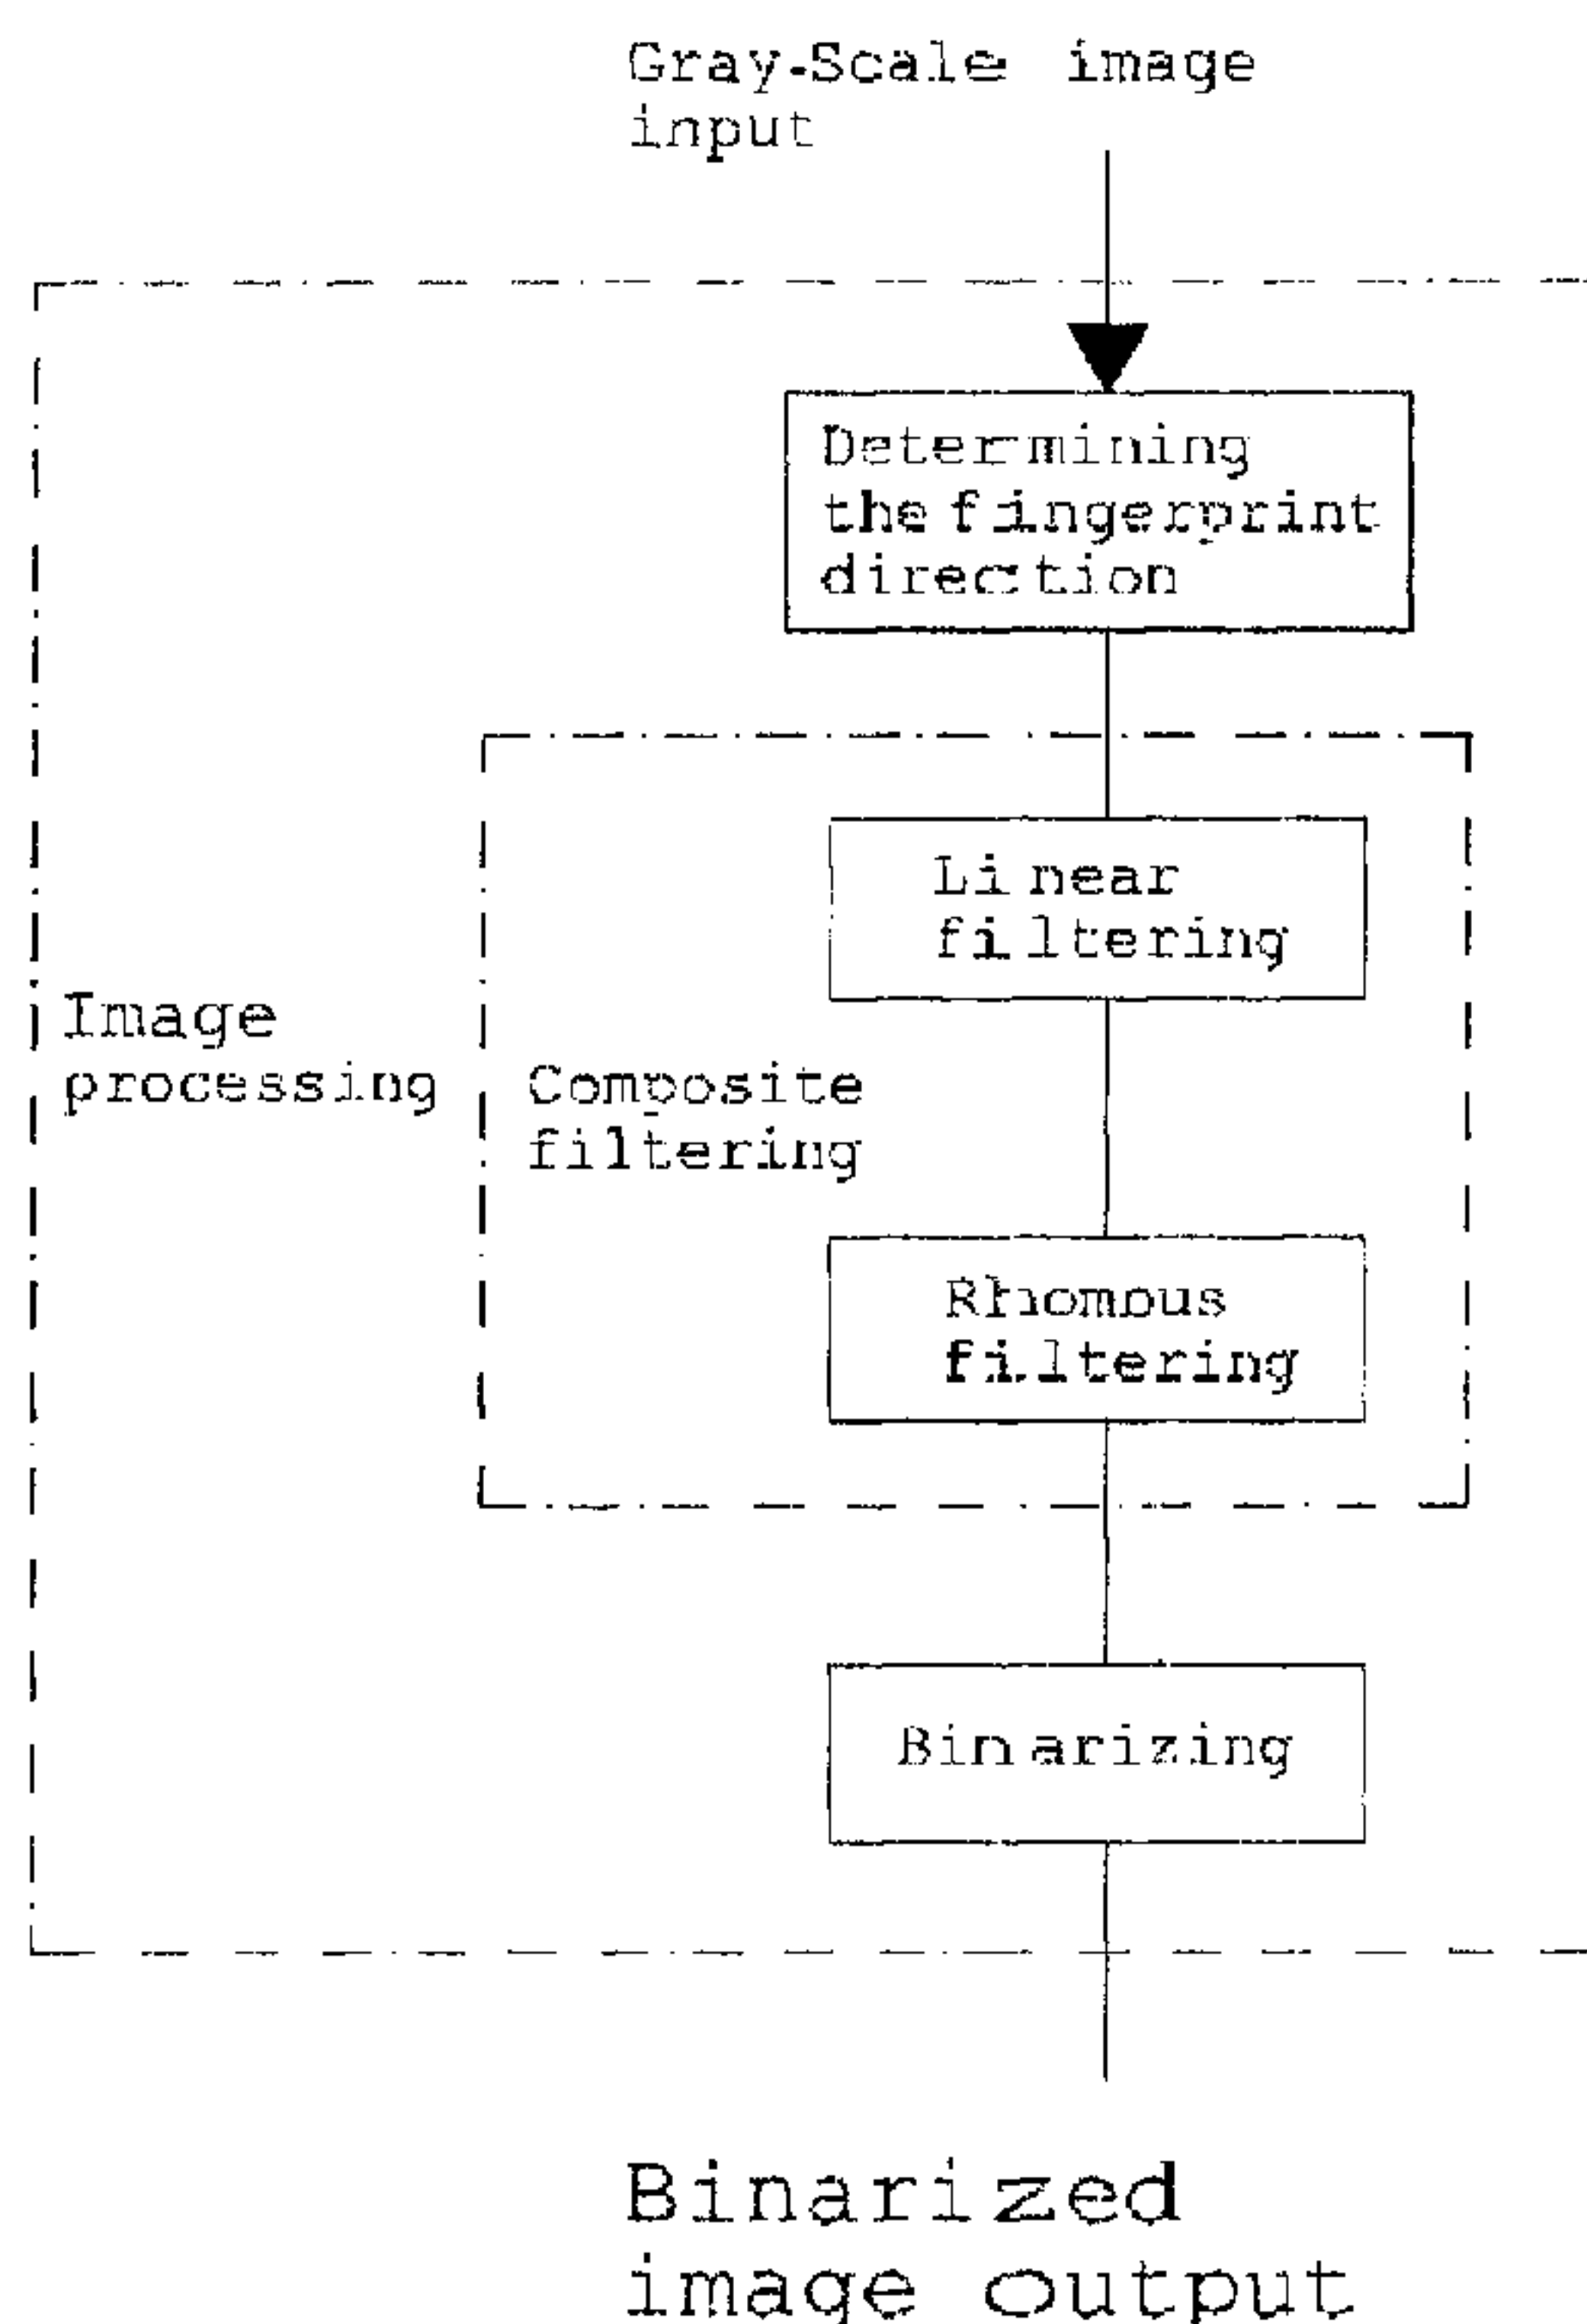 Gray-Scale image
input
Determining
the fingerprint
direction
Linear
filtering
Image
processing
Composite
filtering
Rhomous
filtering
Binarizing
Binarized
image output